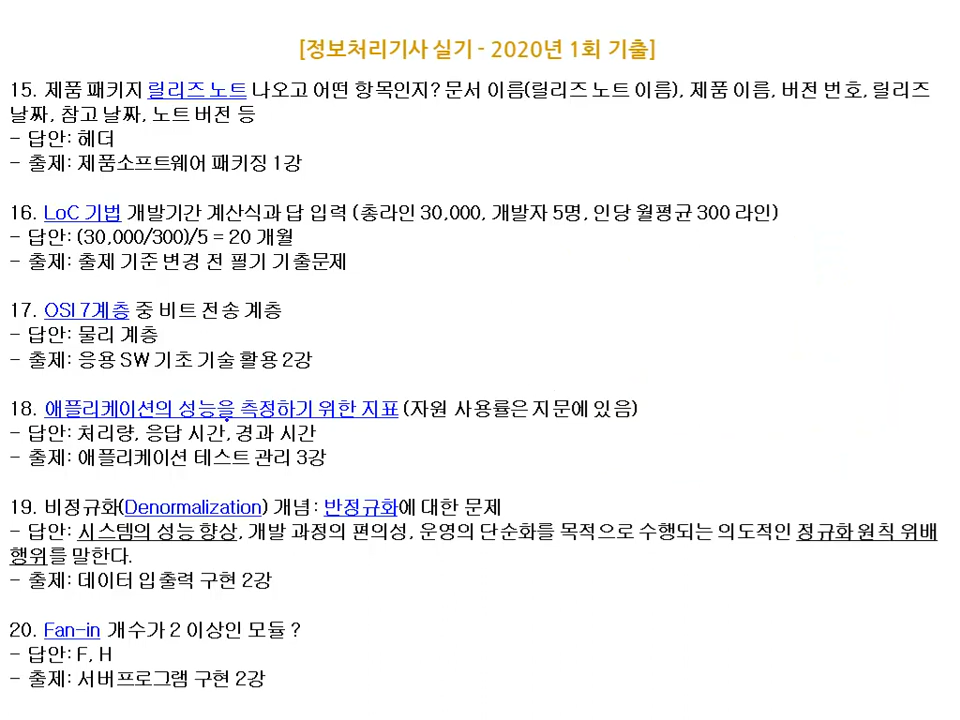 [정보처리기사 실기 - 2020년 1회 기출]
15. 제품 패키지 릴리즈 노트 나오고 어떤 항목인지? 문서 이름(릴리즈 노트 이름), 제품 이름, 버전 번호, 릴리즈
날짜, 참고 날짜, 노트 버전 등
- 답안: 헤더
- 출제: 제품소프트웨어 패키징 1강
16. LoC 기법 개발기간 계산식과 답 입력 (총라인 30,000, 개발자 5명, 인당 월평균 300 라인)
- 답안: (30,000/300)/5 = 20 개월
- 출제: 출제 기준 변경 전 필기 기출문제
17. OSI 7계층 중 비트 전송 계층
- 답안: 물리 계층
- 출제: 응용 SW 기초 기술 활용 2강
18. 애플리케이션의 성능을 측정하기 위한 지표 (자원 사용률은 지문에 있음)
- 답안: 처리량, 응답 시간, 경과 시간
- 출제: 애플리케이션 테스트 관리 3강
19. 비정규화(Denormalization) 개념 : 반정규화에 대한 문제
- 답안: 시스템의 성능 향상, 개발 과정의 편의성, 운영의 단순화를 목적으로 수행되는 의도적인 정규화 원칙 위배
행위를 말한다.
- 출제: 데이터 입출력 구현 2강
20. Fan-in 개수가 2 이상인 모듈 ?
- 답안: F, H
- 출제: 서버프로그램 구현 2강